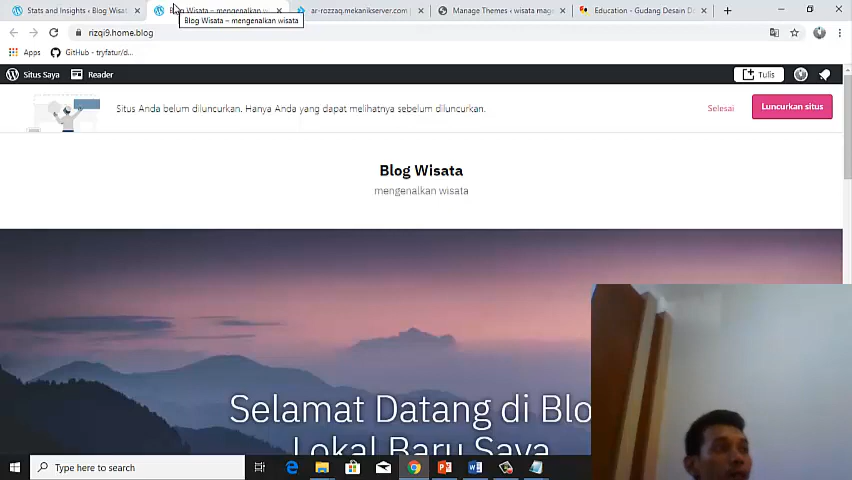 Stats and Insights ‹ Blog Wisat
Blog Wisata – mengenalkan w
ar-rozzaq.mekanikserver.com |
Manage Themes ‹ wisata mag
Education - Gudang Desain D
Blog Wisata – mengenalkan wisata
rizqi9.home.blog
Apps
GitHub - tryfatur/d...
Situs Saya
Reader
Tulis
Situs Anda belum diluncurkan. Hanya Anda yang dapat melihatnya sebelum diluncurkan.
Selesai
Luncurkan situs
Blog Wisata
mengenalkan wisata
Selamat Datang di Blo
Lokal Baru Saya
Type here to search